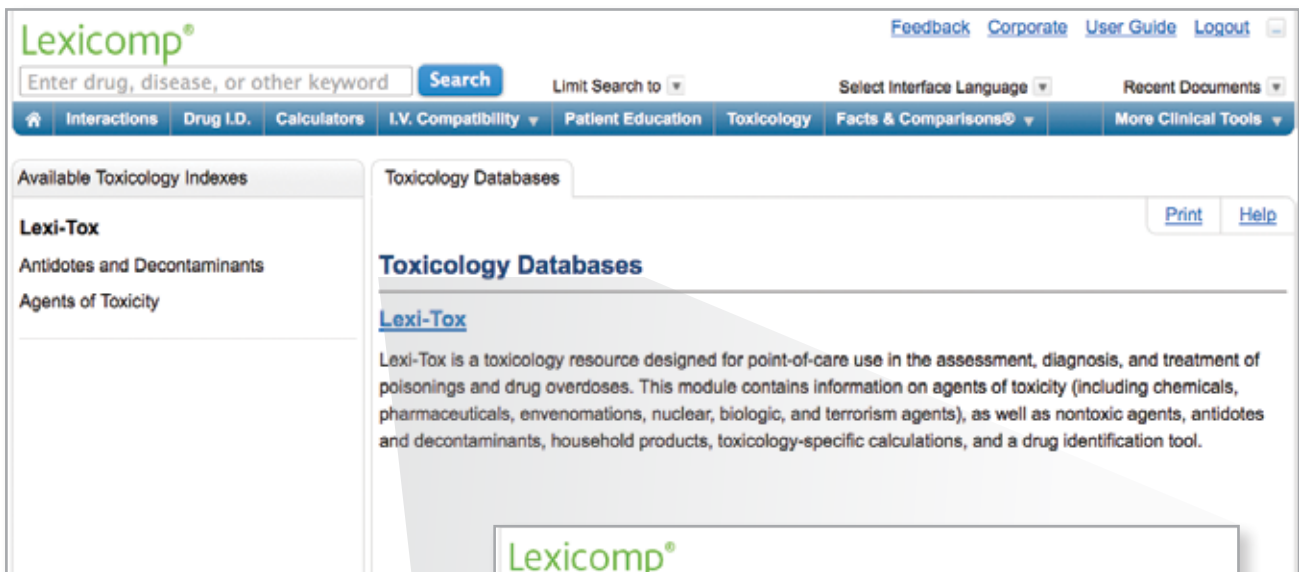 Lexicomp®
Feedback Corporate User Guide Logout
Enter drug, disease, or other keyword Search Limit Search to Select Interface Language Recent Documents
Interactions Drug I.D. Calculators I.V. Compatibility Patient Education Toxicology Facts & Comparisons® More Clinical Tools
Available Toxicology Indexes
Lexi-Tox
Antidotes and Decontaminants
Agents of Toxicity
Toxicology Databases
Print Help
Toxicology Databases
Lexi-Tox
Lexi-Tox is a toxicology resource designed for point-of-care use in the assessment, diagnosis, and treatment of
poisonings and drug overdoses. This module contains information on agents of toxicity (including chemicals,
pharmaceuticals, envenomations, nuclear, biologic, and terrorism agents), as well as nontoxic agents, antidotes
and decontaminants, household products, toxicology-specific calculations, and a drug identification tool.
Lexicomp®